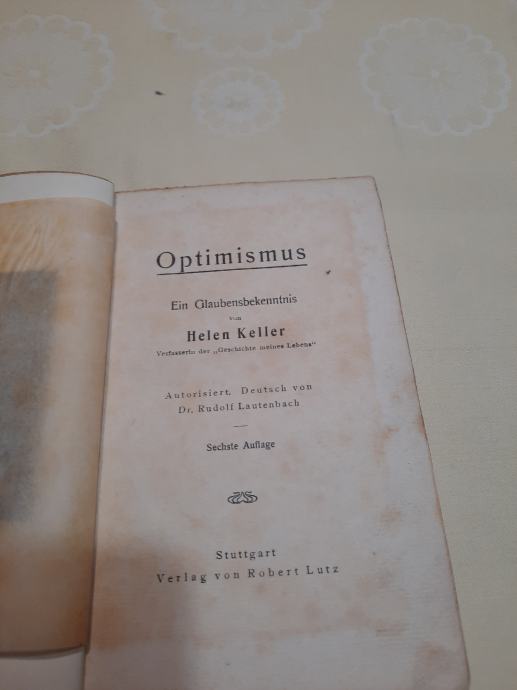 Optimismus
Ein Glaubensbekenntnis
von
Helen Keller
Verfasserin der „Geschichte meines Lebens“
Autorisiert. Deutsch von
Dr. Rudolf Lautenbach
Sechste Auflage
Stuttgart
Verlag von Robert Lutz